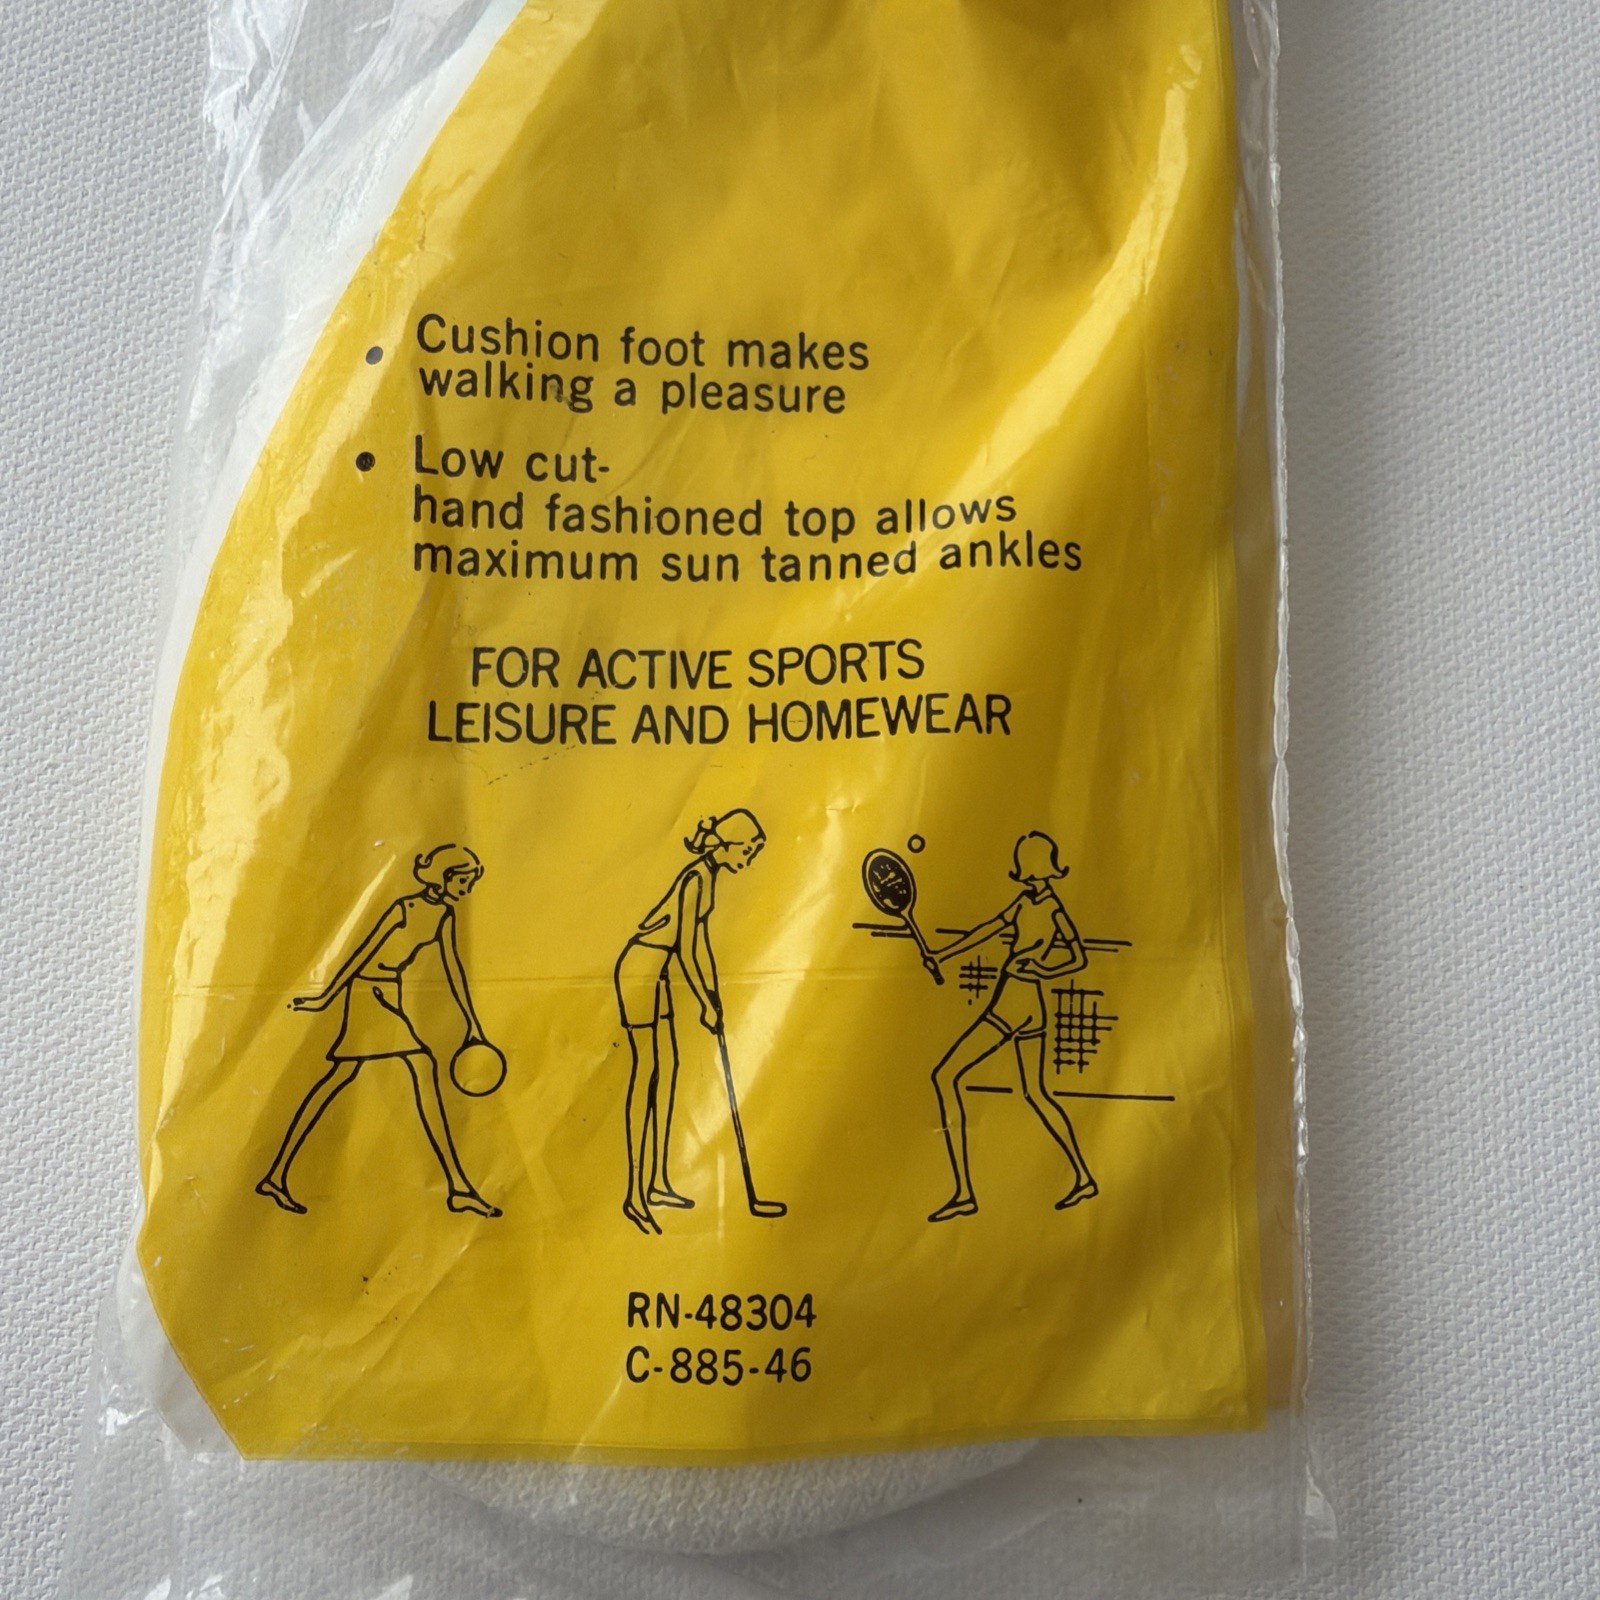 • Cushion foot makes
walking a pleasure
• Low cut-
hand fashioned top allows
maximum sun tanned ankles
FOR ACTIVE SPORTS
LEISURE AND HOMEWEAR
RN-48304
C-885-46